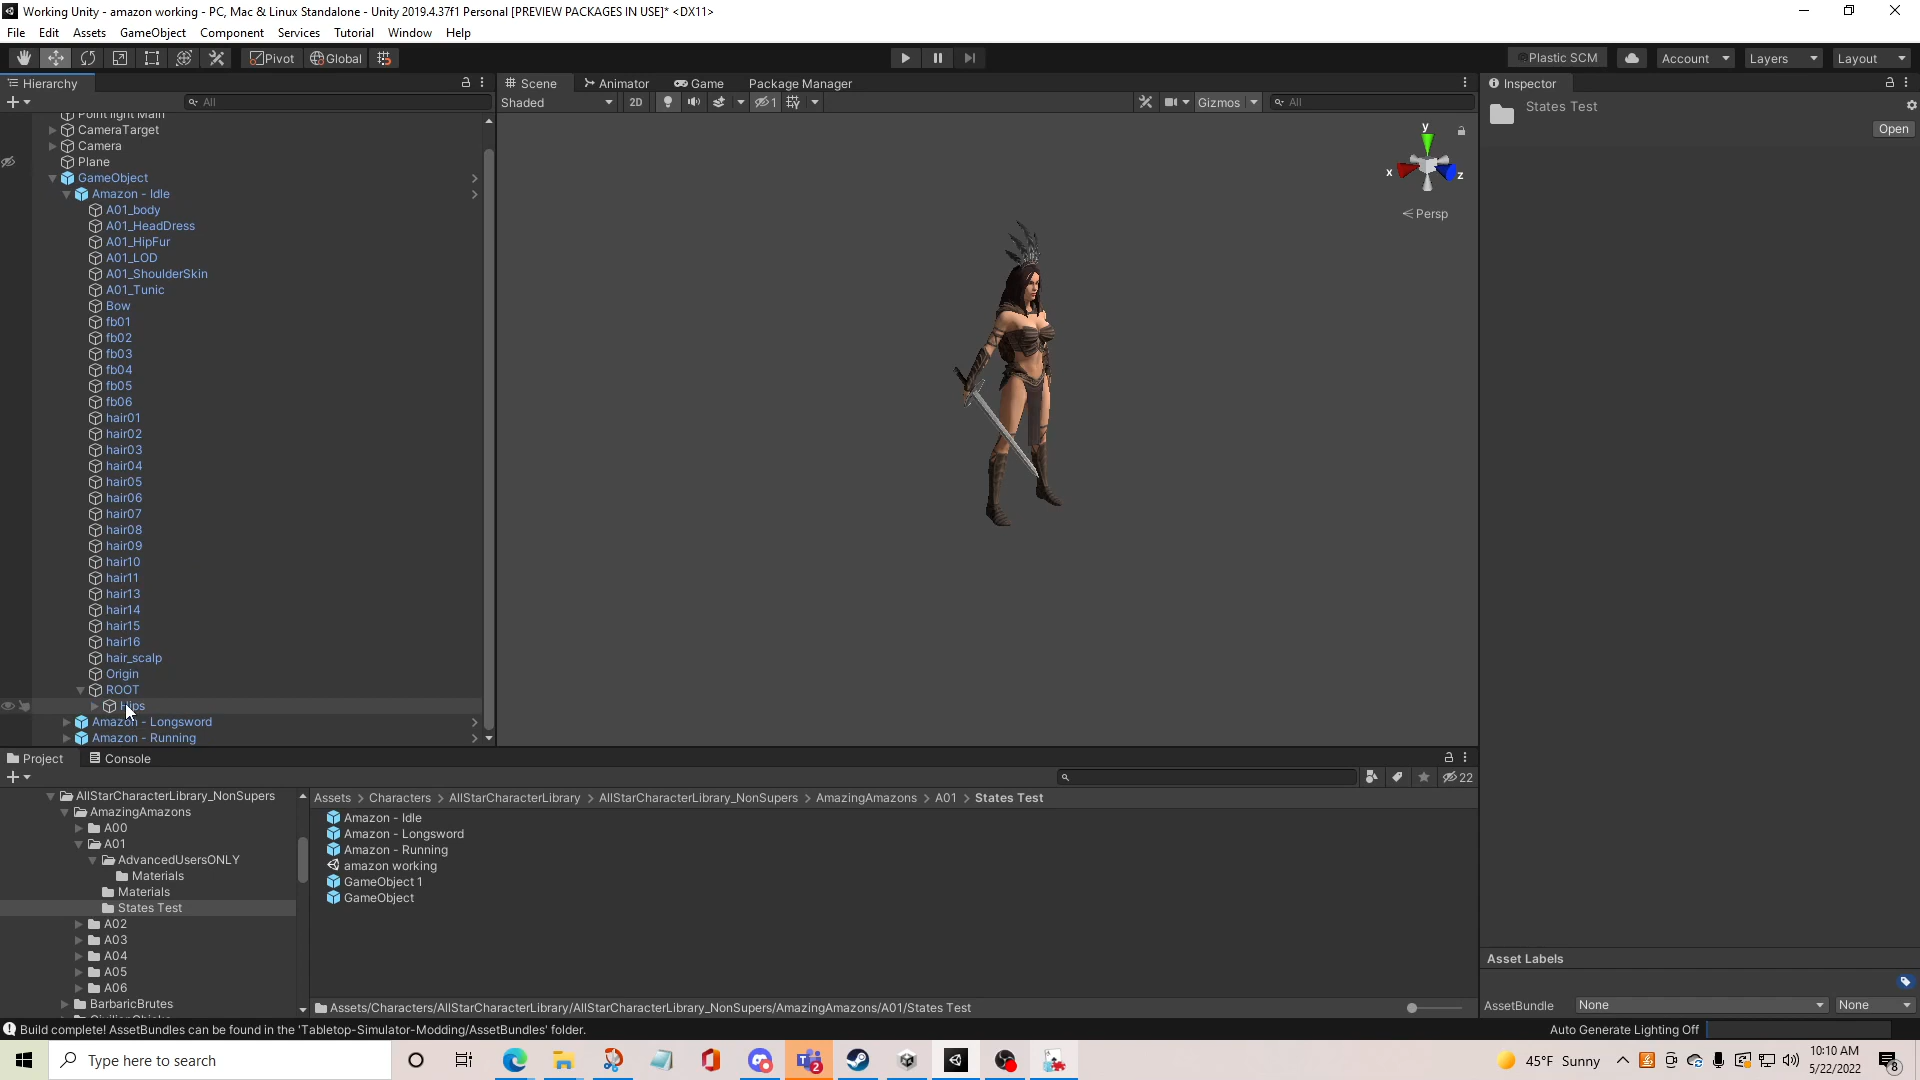 Working Unity - amazon working - PC, Mac & Linux Standalone - Unity 2019.4.37f1 Personal [PREVIEW PACKAGES IN USE]* <DX11>
File Edit Assets GameObject Component Services Tutorial Window Help
Pivot Global Plastic SCM Account Layers Layout
Hierarchy
All
Point light Main
CameraTarget
Camera
Plane
GameObject
Amazon - Idle
A01_body
A01_HeadDress
A01_HipFur
A01_LOD
A01_ShoulderSkin
A01_Tunic
Bow
fb01
fb02
fb03
fb04
fb05
fb06
hair01
hair02
hair03
hair04
hair05
hair06
hair07
hair08
hair09
hair10
hair11
hair13
hair14
hair15
hair16
hair_scalp
Origin
ROOT
Hips
Amazon - Longsword
Amazon - Running
Scene Animator Game Package Manager
Shaded 2D 1 Gizmos All
y
x
z
Persp
Inspector
States Test
Open
Asset Labels
AssetBundle None None
Project Console
22
AllStarCharacterLibrary_NonSupers
AmazingAmazons
A00
A01
AdvancedUsersONLY
Materials
Materials
States Test
A02
A03
A04
A05
A06
BarbaricBrutes
Assets > Characters > AllStarCharacterLibrary > AllStarCharacterLibrary_NonSupers > AmazingAmazons > A01 > States Test
Amazon - Idle
Amazon - Longsword
Amazon - Running
amazon working
GameObject 1
GameObject
Assets/Characters/AllStarCharacterLibrary/AllStarCharacterLibrary_NonSupers/AmazingAmazons/A01/States Test
Build complete! AssetBundles can be found in the 'Tabletop-Simulator-Modding/AssetBundles' folder.
Auto Generate Lighting Off
Type here to search
2
45°F Sunny
10:10 AM
5/22/2022
8